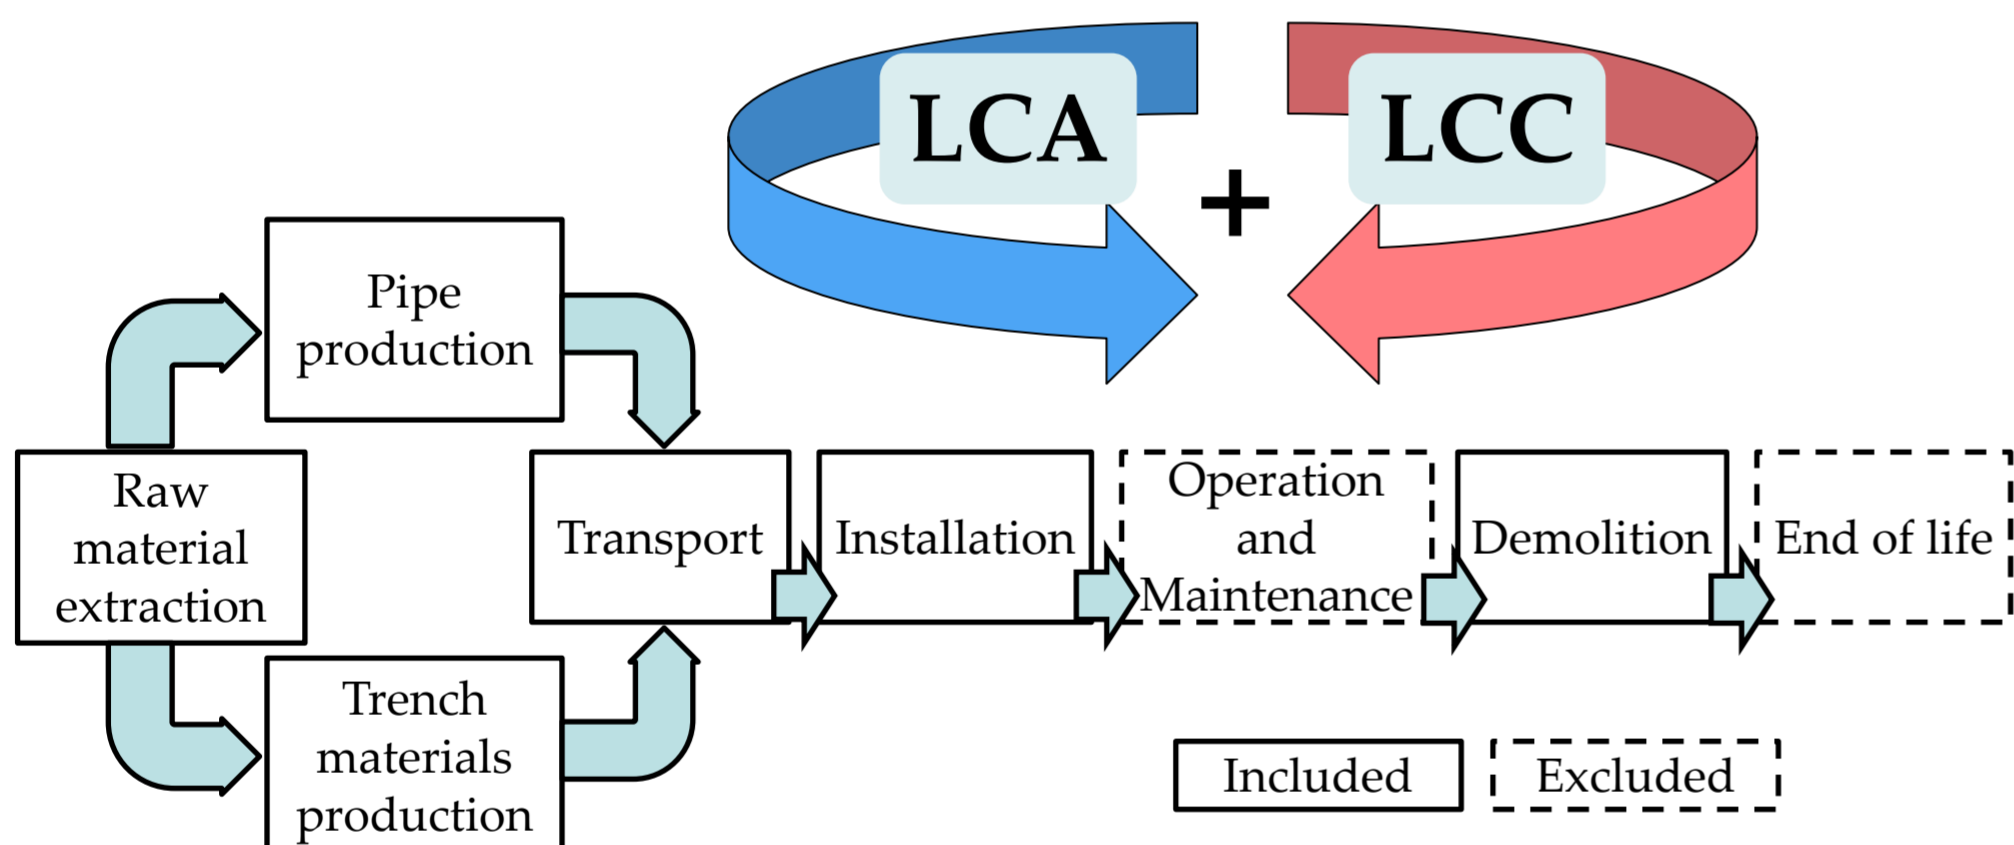 LCA
+
LCC
Pipe
production
Raw
material
extraction
Transport
Installation
Operation
and
Maintenance
Demolition
End of life
Trench
materials
production
Included
Excluded